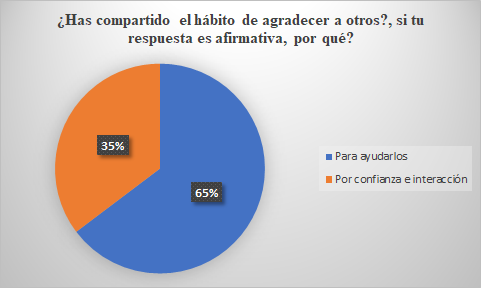 ¿Has compartido el hábito de agradecer a otros?, si tu
respuesta es afirmativa, por qué?
35%
65%
Para ayudarlos
Por confianza e interacción